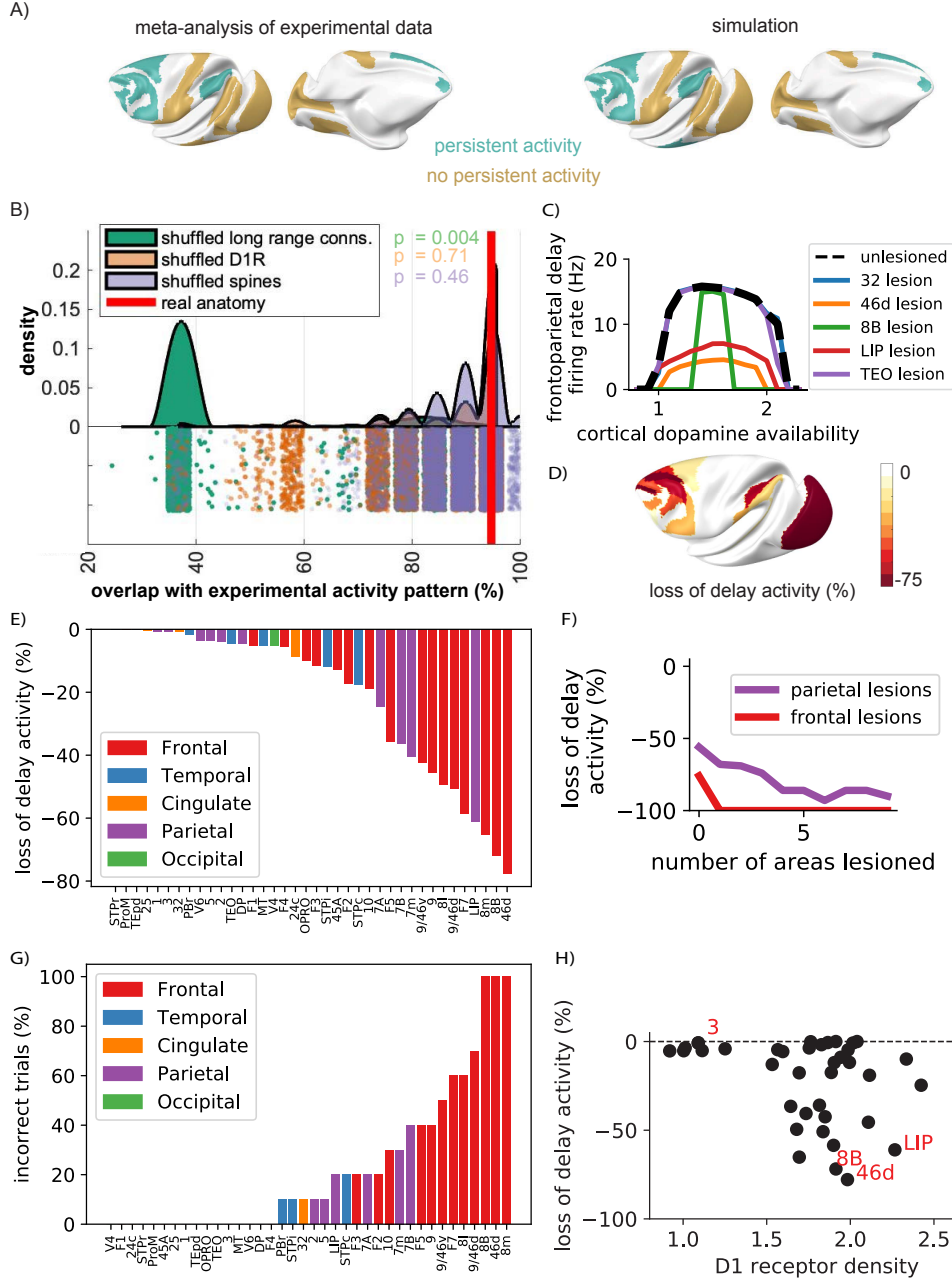 A)
meta-analysis of experimental data
simulation
persistent activity
no persistent activity
B)
shuffled long range conns.
shuffled D1R
shuffled spines
real anatomy
p = 0.004
p = 0.71
p = 0.46
0.2
0.15
0.1
0.05
0
density
20
40
60
80
100
overlap with experimental activity pattern (%)
C)
20
10
0
frontoparietal delay
firing rate (Hz)
1
2
cortical dopamine availability
unlesioned
32 lesion
46d lesion
8B lesion
LIP lesion
TEO lesion
D)
0
-75
loss of delay activity (%)
E)
0
−20
−40
−60
−80
loss of delay activity (%)
Frontal
Temporal
Cingulate
Parietal
Occipital
STPr
ProM
TEpd
25
1
3
32
PBr
V6
5
2
TEO
DP
F1
MT
V4
F4
24c
OPRO
F3
STPi
45A
F2
STPc
10
7A
F5
7B
7m
9/46v
9
8l
9/46d
F7
LIP
8m
8B
46d
F)
0
−50
−100
loss of delay
activity (%)
parietal lesions
frontal lesions
0
5
number of areas lesioned
G)
100
80
60
40
20
0
incorrect trials (%)
Frontal
Temporal
Cingulate
Parietal
Occipital
V4
F1
24c
STPr
ProM
45A
25
1
TEpd
OPRO
TEO
3
MT
V6
DP
F4
PBr
STPi
32
2
5
LIP
STPc
F3
7A
F2
10
7m
7B
F5
9
9/46v
F7
8l
9/46d
8B
46d
8m
H)
0
−50
−100
loss of delay activity (%)
3
LIP
8B
46d
1.0
1.5
2.0
2.5
D1 receptor density